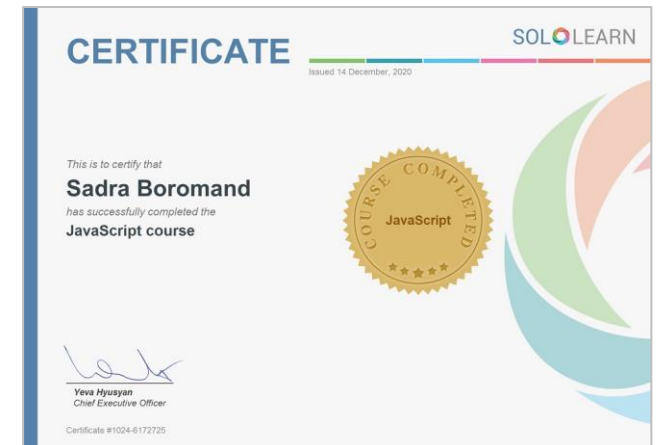 CERTIFICATE
SOLOLEARN
Issued 14 December, 2020
This is to certify that
Sadra Boromand
has successfully completed the
JavaScript course
COURSE COMPLETED
JavaScript
Yeva Hyusyan
Chief Executive Officer
Certificate #1024-6172725